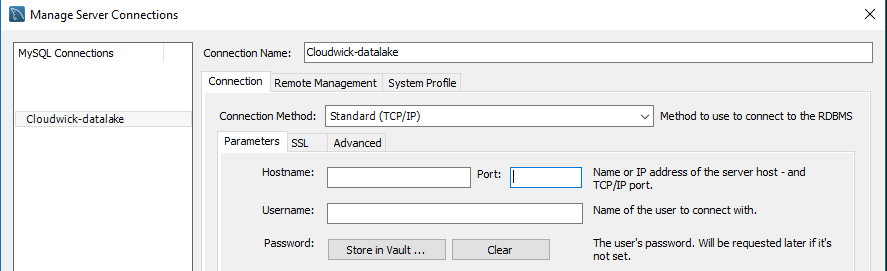 Manage Server Connections
MySQL Connections
Cloudwick-datalake
Connection Name: Cloudwick-datalake
Connection Remote Management System Profile
Connection Method: Standard (TCP/IP) Method to use to connect to the RDBMS
Parameters SSL Advanced
Hostname: Port: Name or IP address of the server host - and
TCP/IP port.
Username: Name of the user to connect with.
Password: Store in Vault ... Clear The user's password. Will be requested later if it's
not set.